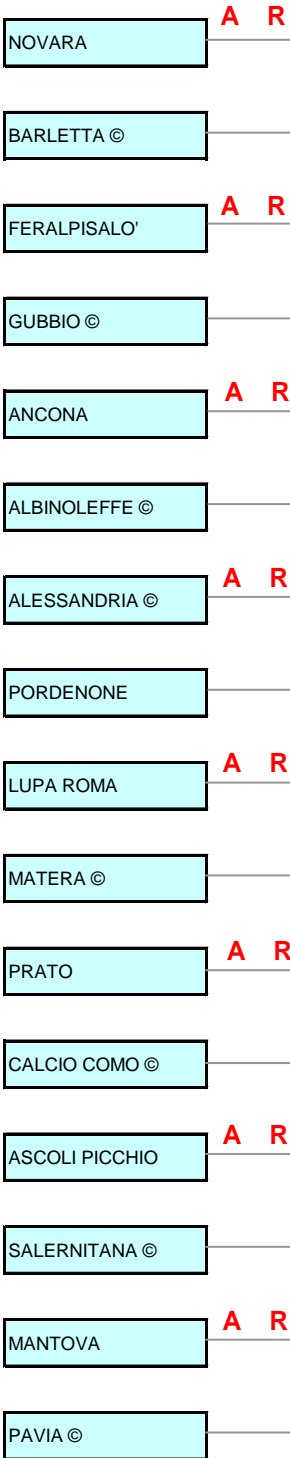 A R
NOVARA
BARLETTA ©
A R
FERALPISALO'
GUBBIO ©
A R
ANCONA
ALBINOLEFFE ©
A R
ALESSANDRIA ©
PORDENONE
A R
LUPA ROMA
MATERA ©
A R
PRATO
CALCIO COMO ©
A R
ASCOLI PICCHIO
SALERNITANA ©
A R
MANTOVA
PAVIA ©